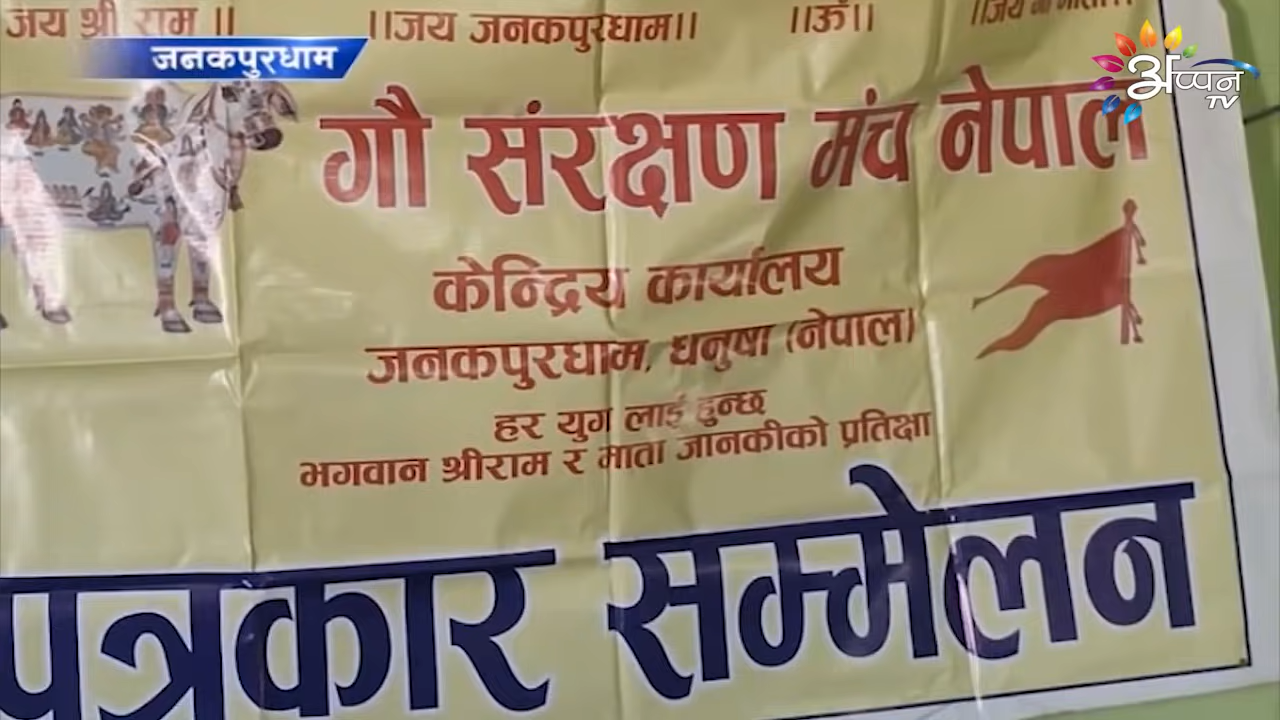 जय श्री राम ॥ ।।जय जनकपुरधाम।। ।।ॐ।। ।।जय
जनकपुरधाम
अप्पन
TV
गौ संरक्षण मंच नेपाल
केन्द्रिय कार्यालय
जनकपुरधाम, धनुषा (नेपाल)
हर युग लाई हुन्छ
भगवान श्रीराम र माता जानकीको प्रतिक्षा
पत्रकार सम्मेलन